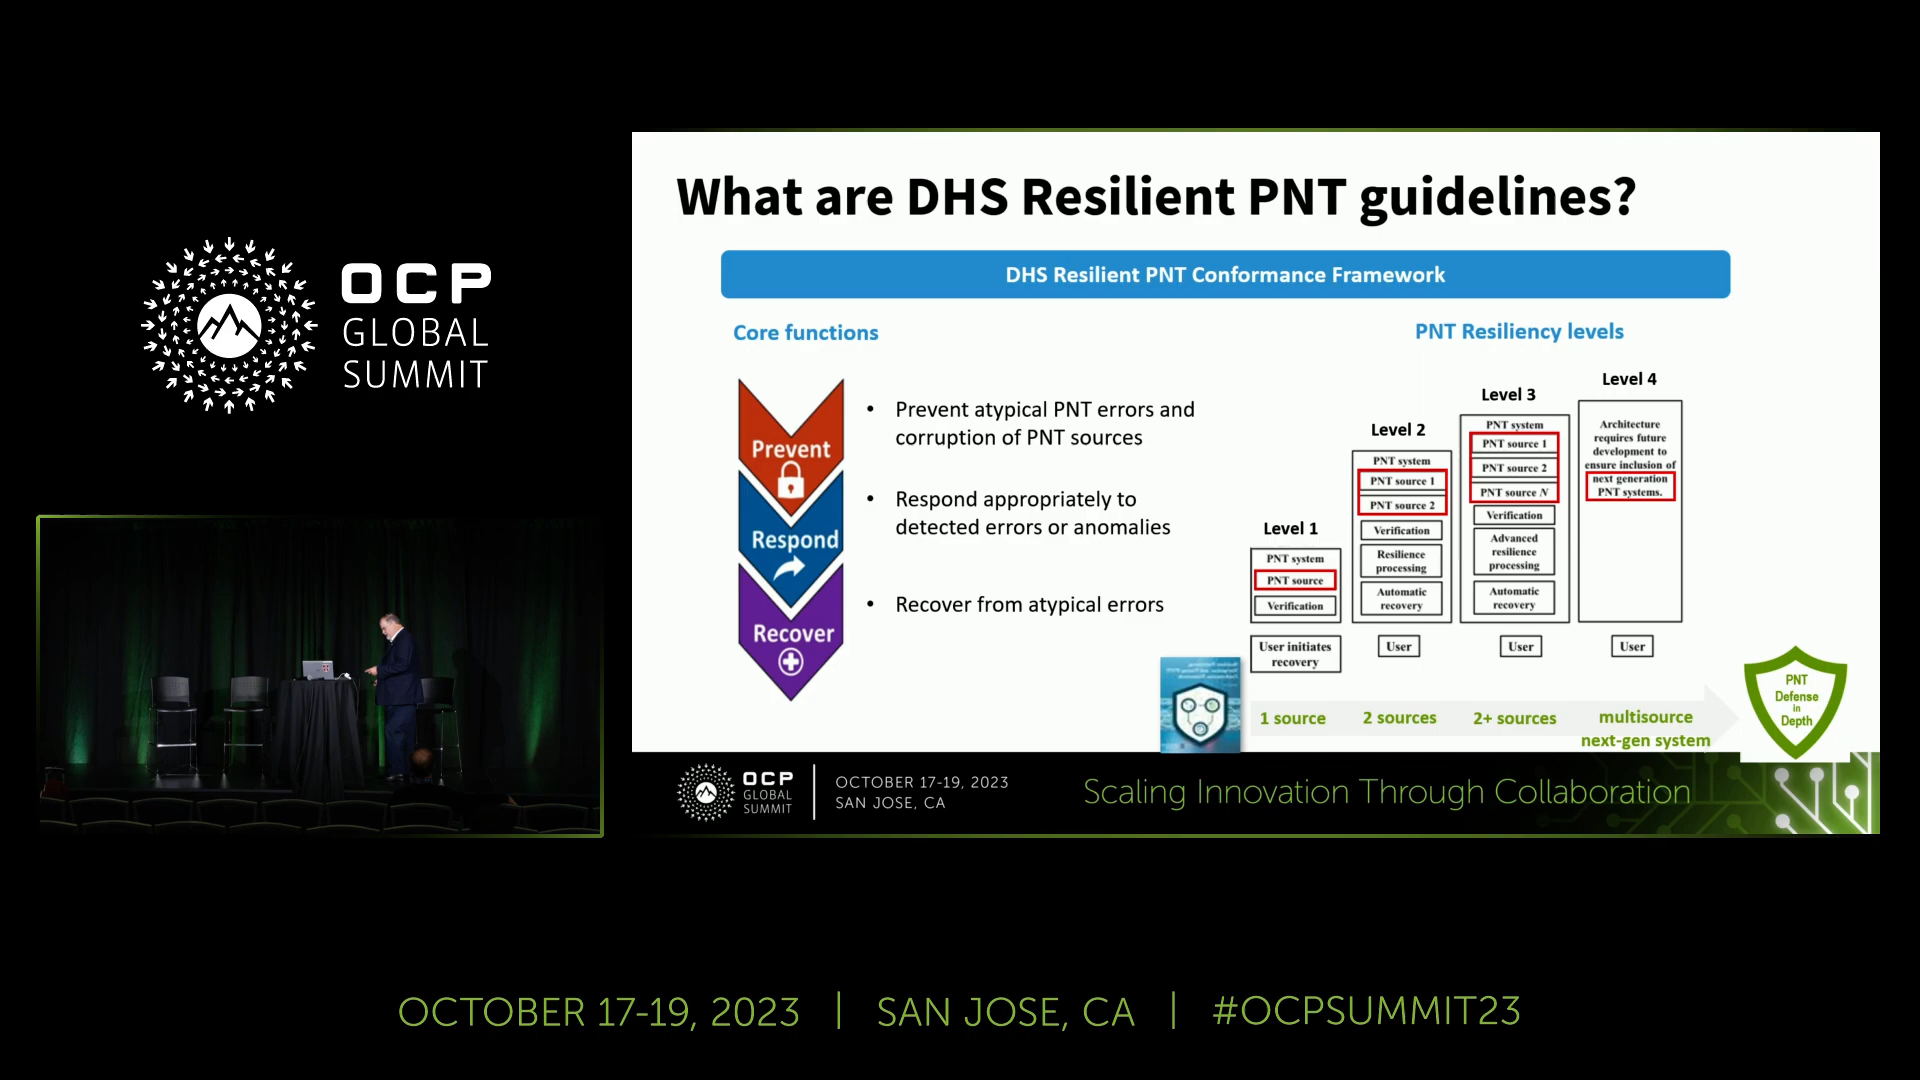 OCP
GLOBAL
SUMMIT
What are DHS Resilient PNT guidelines?
DHS Resilient PNT Conformance Framework
Core functions
Prevent
Respond
Recover
• Prevent atypical PNT errors and
corruption of PNT sources
• Respond appropriately to
detected errors or anomalies
• Recover from atypical errors
PNT Resiliency levels
Level 1
PNT system
PNT source
Verification
User initiates
recovery
Level 2
PNT system
PNT source 1
PNT source 2
Verification
Resilience
processing
Automatic
recovery
User
Level 3
PNT system
PNT source 1
PNT source 2
PNT source N
Verification
Advanced
resilience
processing
Automatic
recovery
User
Level 4
Architecture
requires future
development to
ensure inclusion of
next generation
PNT systems.
User
1 source
2 sources
2+ sources
multisource
next-gen system
PNT
Defense
in
Depth
OCP
GLOBAL
SUMMIT
OCTOBER 17-19, 2023
SAN JOSE, CA
Scaling Innovation Through Collaboration
OCTOBER 17-19, 2023 | SAN JOSE, CA | #OCPSUMMIT23